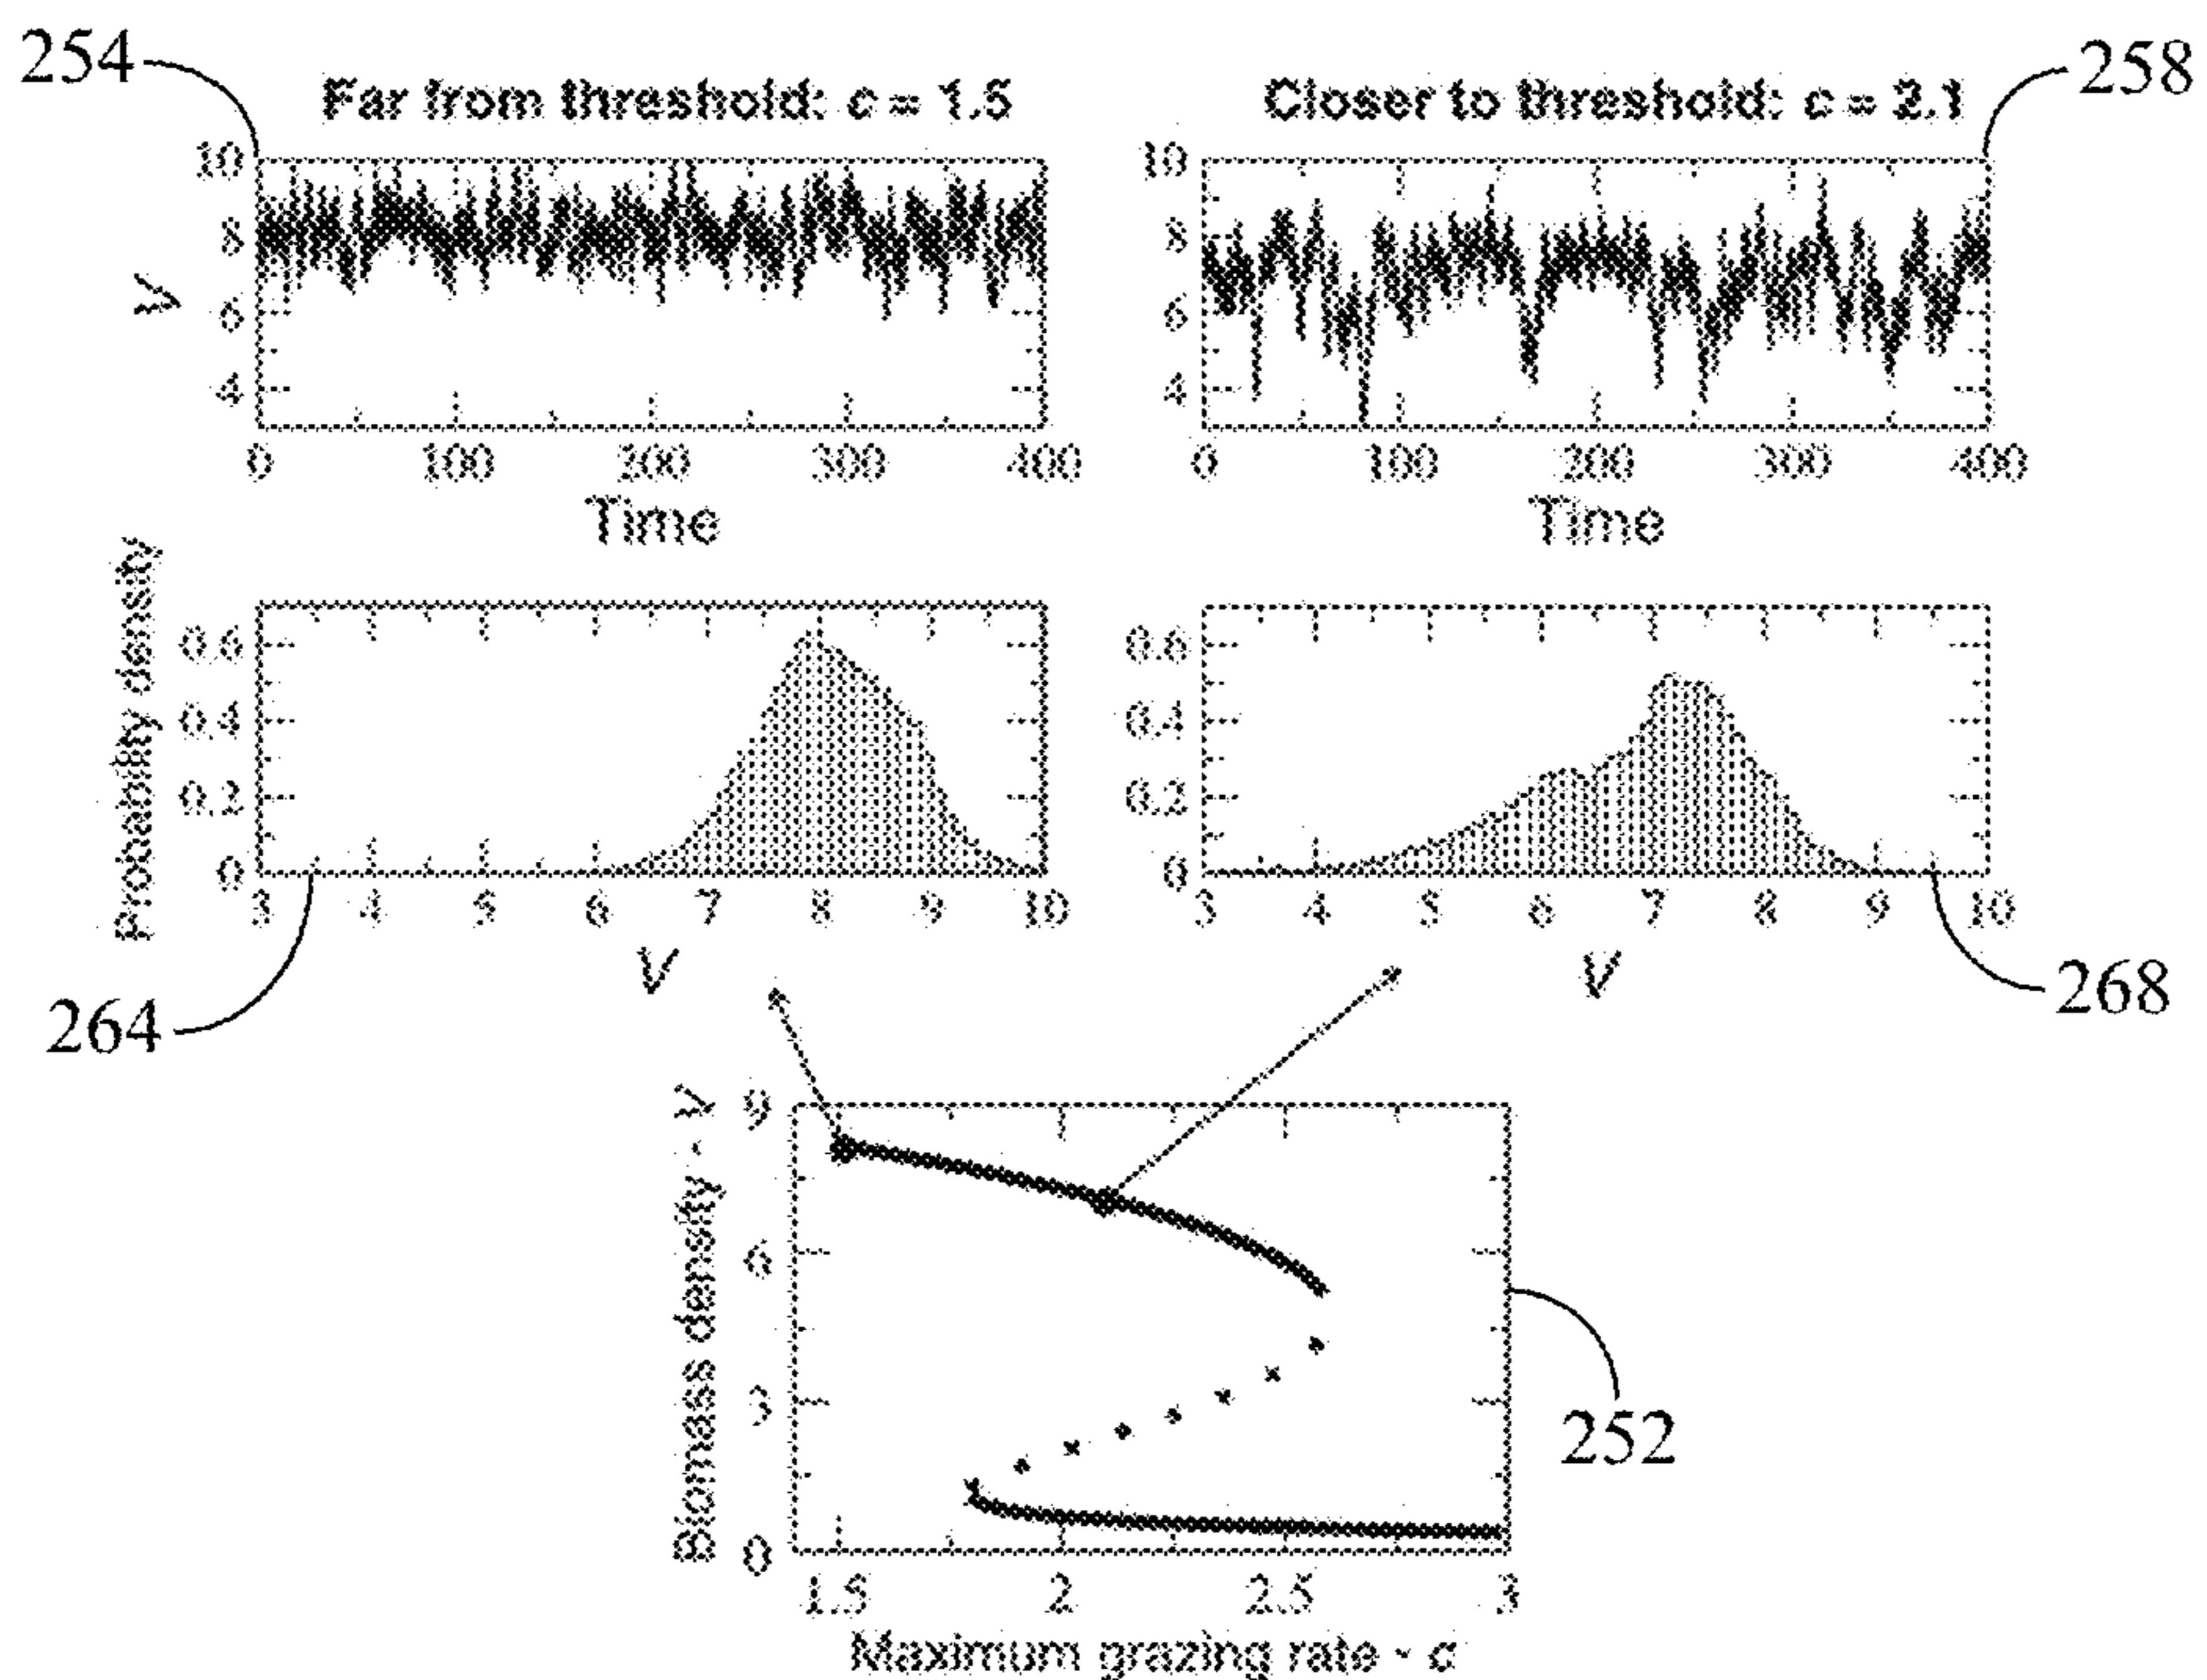 254
258
Far from threshold: c = 1.5
Closer to threshold: c = 2.1
V
10
8
6
4
0 100 200 300 400
Time
10
8
6
4
0 100 200 300 400
Time
Probability density
0.6
0.4
0.2
0
3 4 5 6 7 8 9 10
V
0.6
0.4
0.2
0
3 4 5 6 7 8 9 10
V
264
268
Biomass density - V
9
6
3
0
1.5 2 2.5 3
Maximum grazing rate - c
252